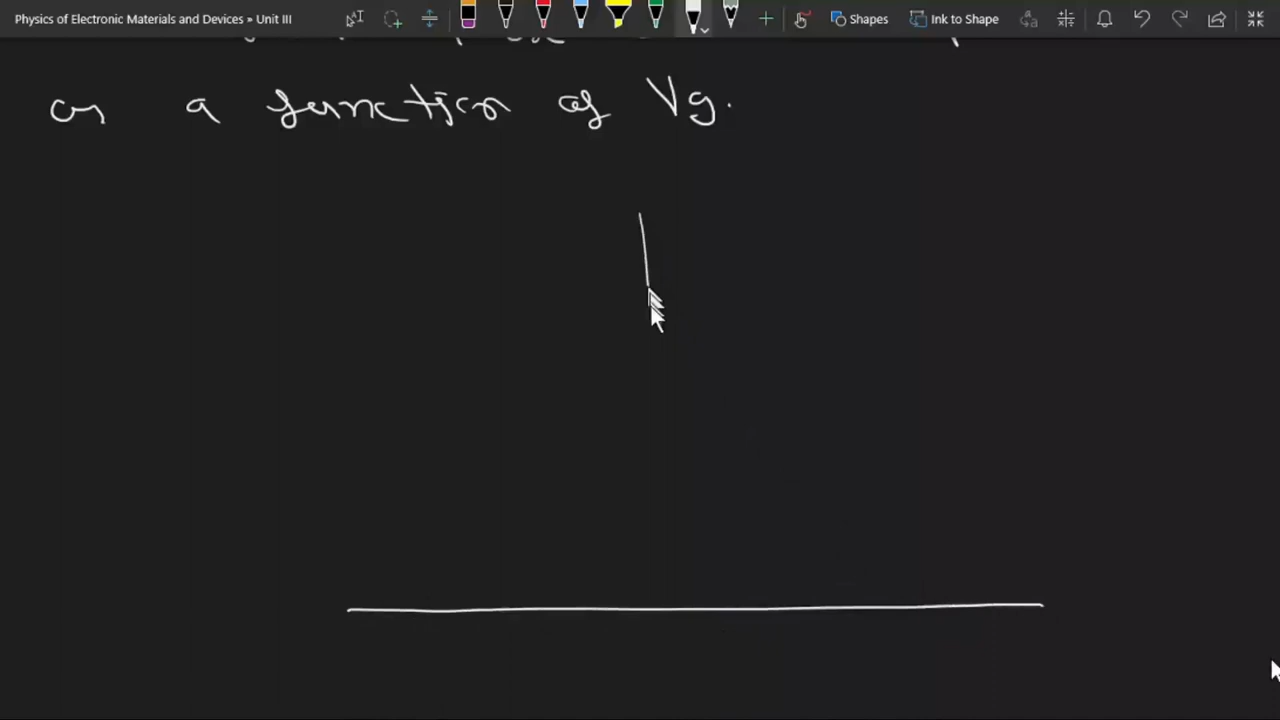 Physics of Electronic Materials and Devices » Unit III
Shapes
Ink to Shape
as a function of Vg.